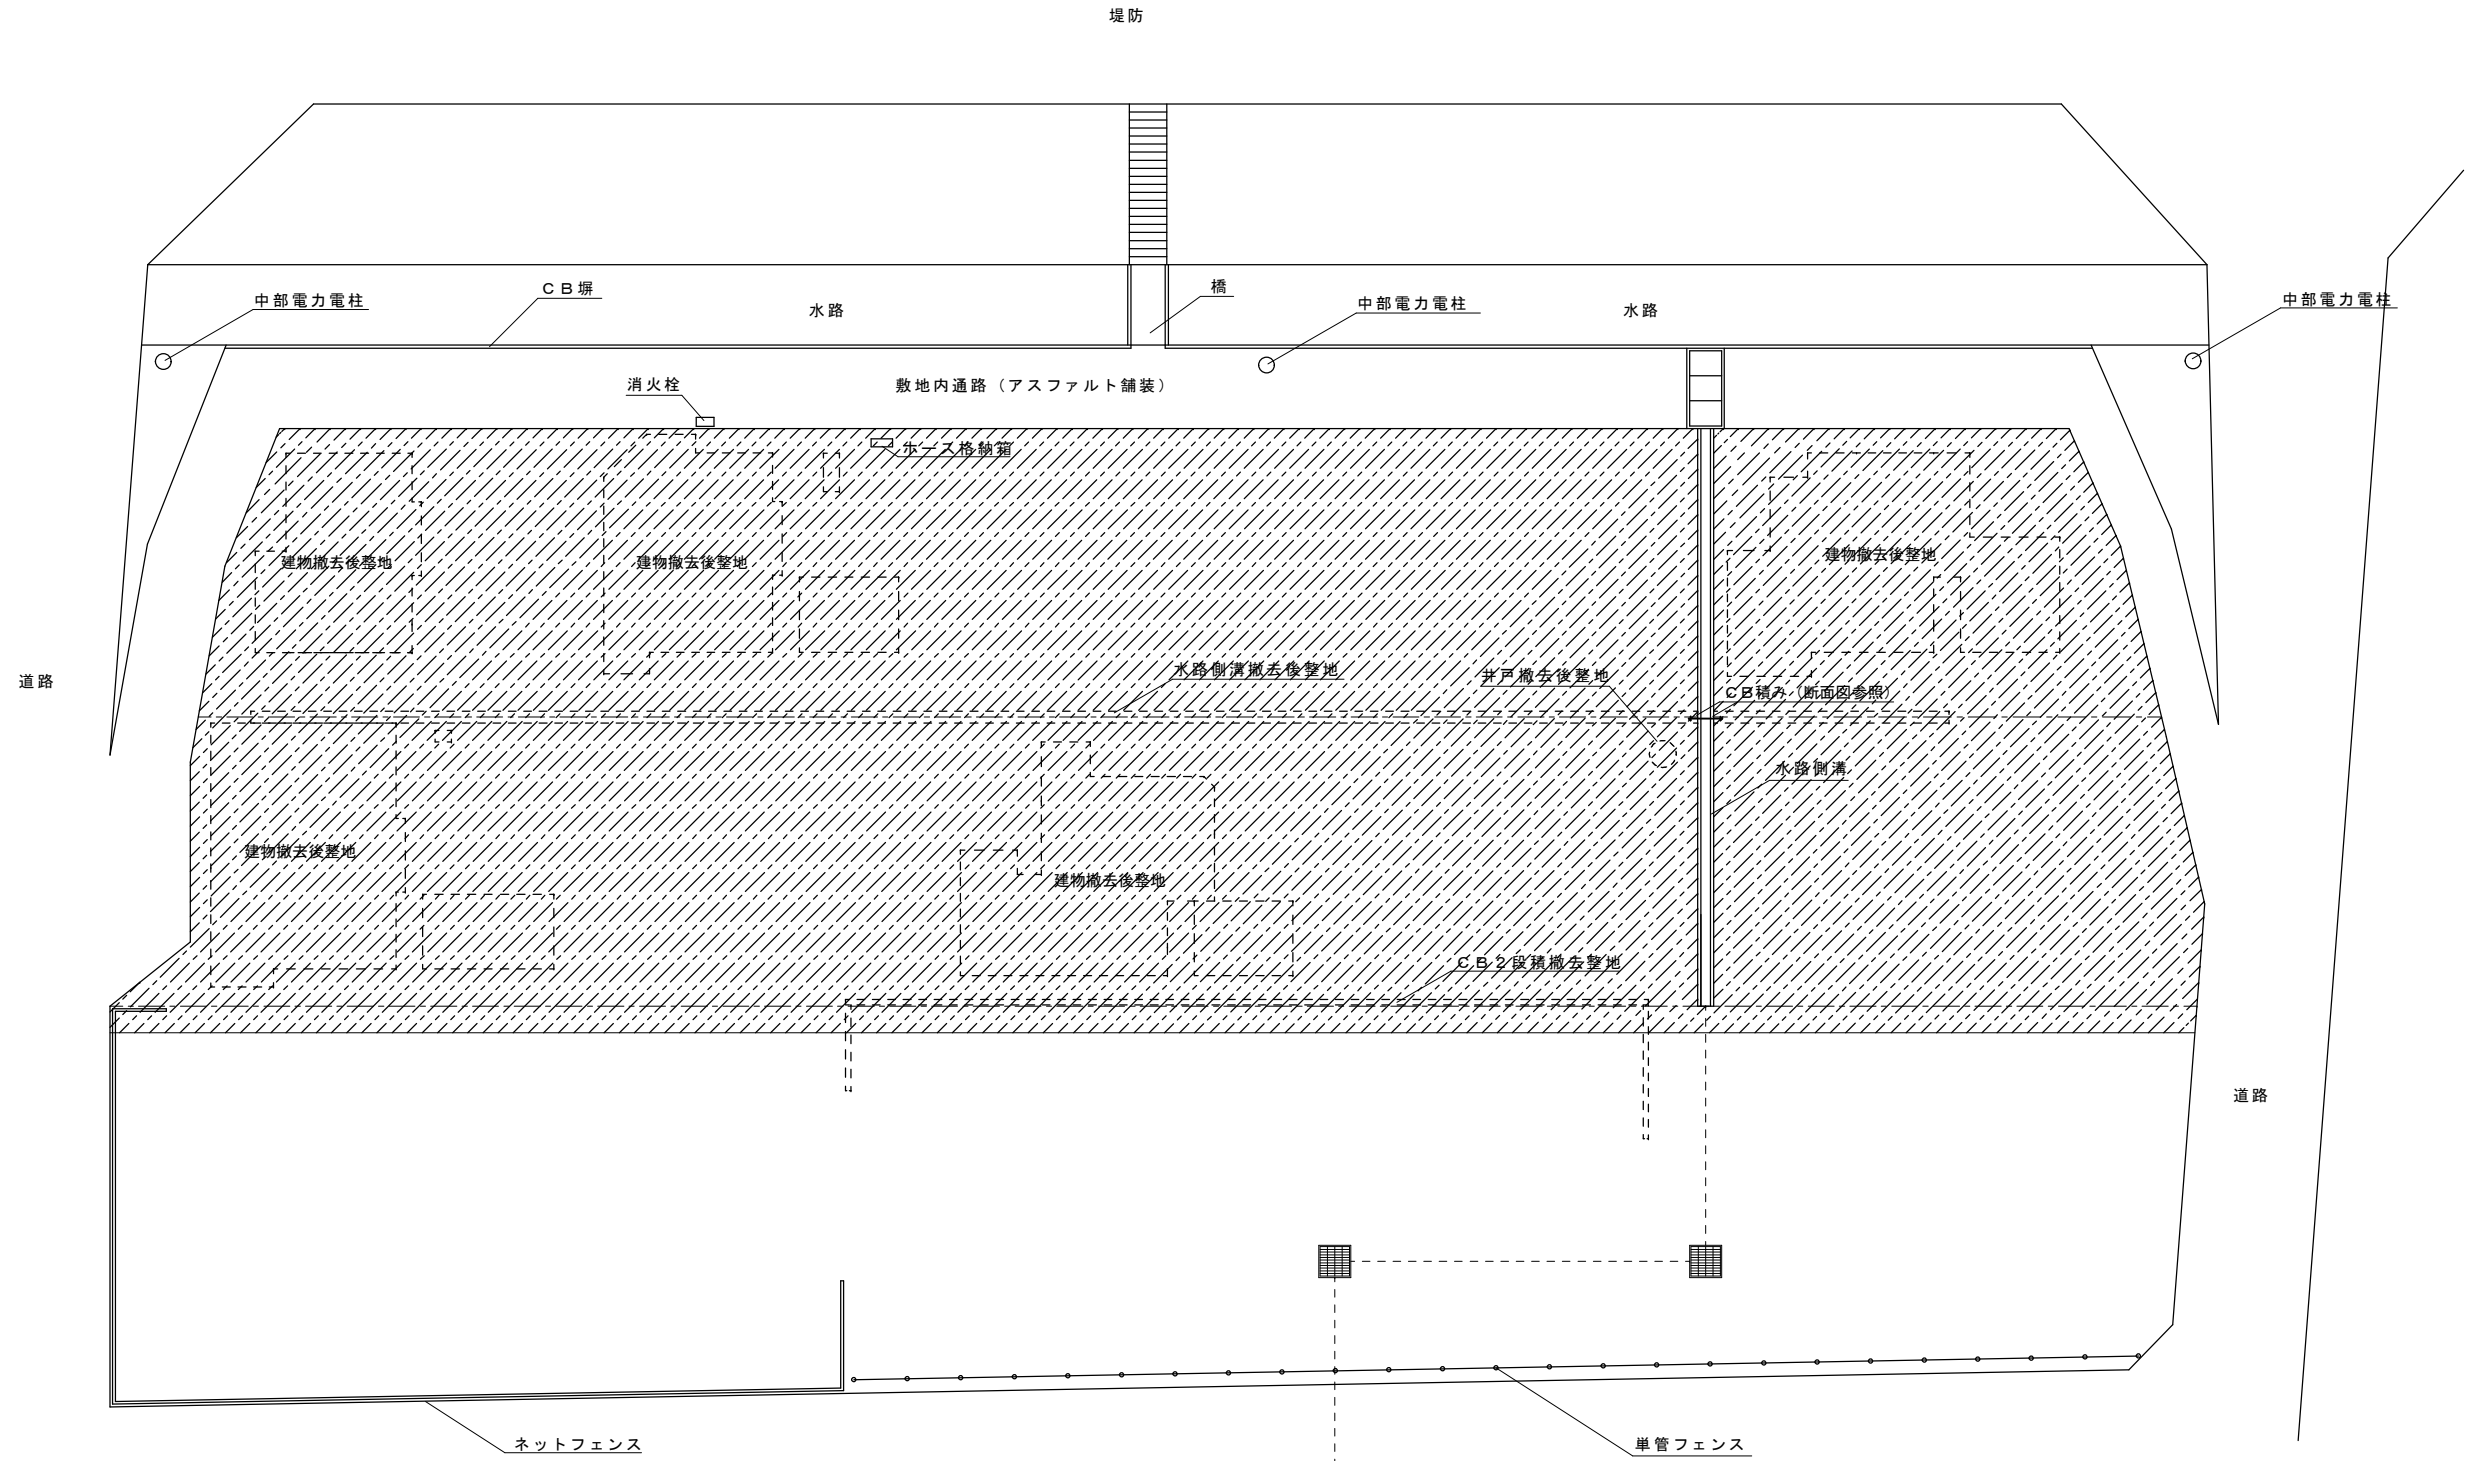 堤防
橋
CB塀
中部電力電柱
中部電力電柱
中部電力電柱
水路
水路
消火栓
敷地内通路（アスファルト舗装）
ホース格納箱
建物撤去後整地
建物撤去後整地
建物撤去後整地
水路側溝撤去後整地
井戸撤去後整地
道路
CB積み（断面図参照）
水路側溝
建物撤去後整地
建物撤去後整地
CB２段積撤去整地
道路
ネットフェンス
単管フェンス